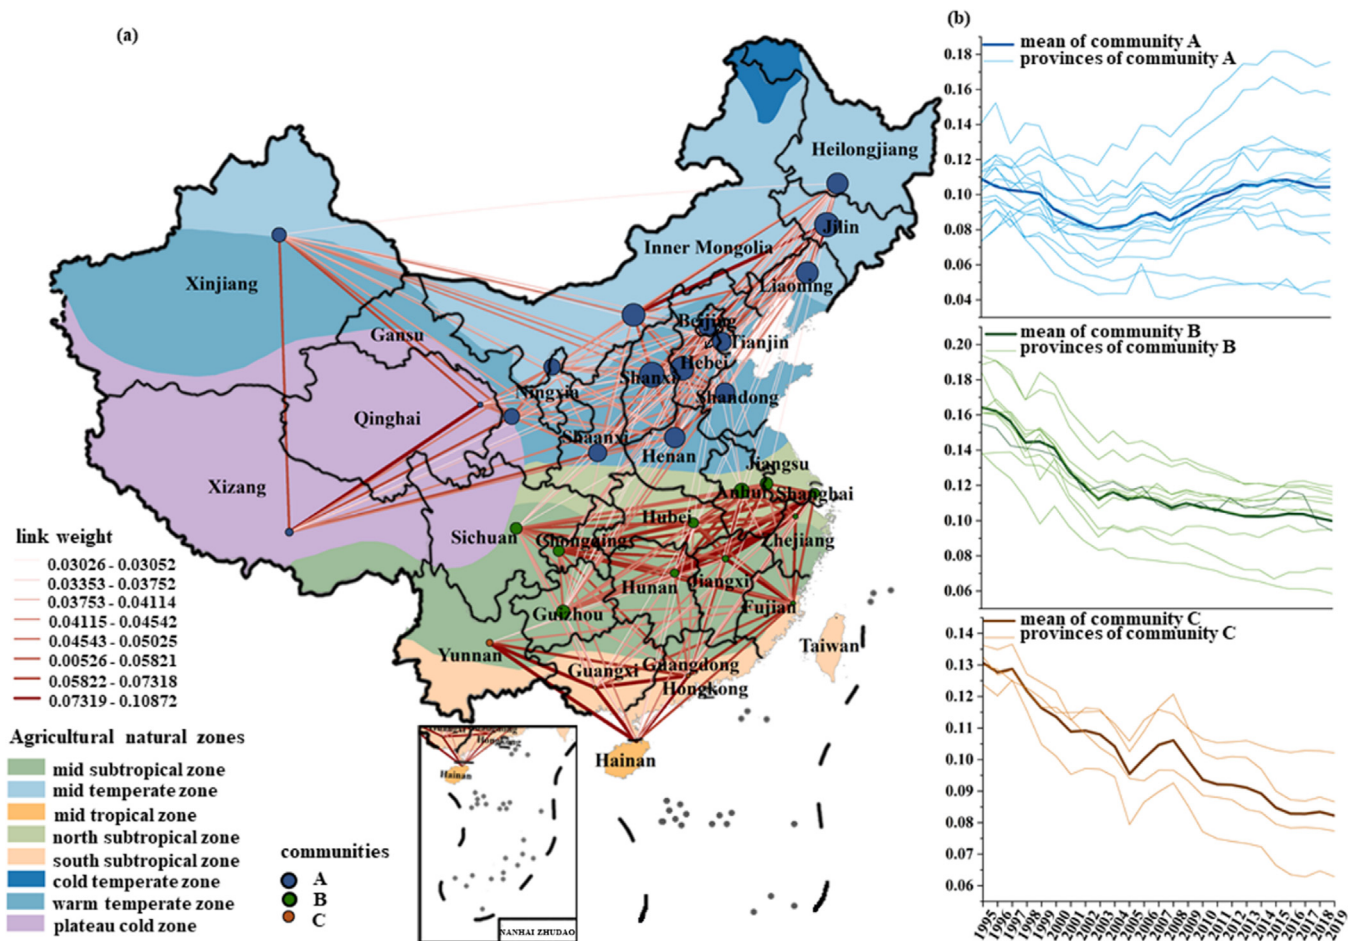 (a)
Heilongjiang
Jilin
Inner Mongolia
Liaoning
Xinjiang
Beijing
Tianjin
Gansu
Hebei
Shanxi
Ningxia
Shandong
Qinghai
Shaanxi
Henan
Jiangsu
Xizang
Anhui
Shanghai
Hubei
Sichuan
Chongqings
Zhejiang
Hunan
Jiangxi
Guizhou
Fujian
Yunnan
Taiwan
Guangxi
Guangdong
Hongkong
Hainan
link weight
0.03026 - 0.03052
0.03353 - 0.03752
0.03753 - 0.04114
0.04115 - 0.04542
0.04543 - 0.05025
0.00526 - 0.05821
0.05822 - 0.07318
0.07319 - 0.10872
Agricultural natural zones
mid subtropical zone
mid temperate zone
mid tropical zone
north subtropical zone
south subtropical zone
cold temperate zone
warm temperate zone
plateau cold zone
communities
A
B
C
Hainan
NANHAI ZHUDAO
(b)
mean of community A
provinces of community A
0.18
0.16
0.14
0.12
0.10
0.08
0.06
0.04
mean of community B
provinces of community B
0.20
0.18
0.16
0.14
0.12
0.10
0.08
0.06
mean of community C
provinces of community C
0.14
0.13
0.12
0.11
0.10
0.09
0.08
0.07
0.06
1995 1996 1997 1998 1999 2000 2001 2002 2003 2004 2005 2006 2007 2008 2009 2010 2011 2012 2013 2014 2015 2016 2017 2018 2019